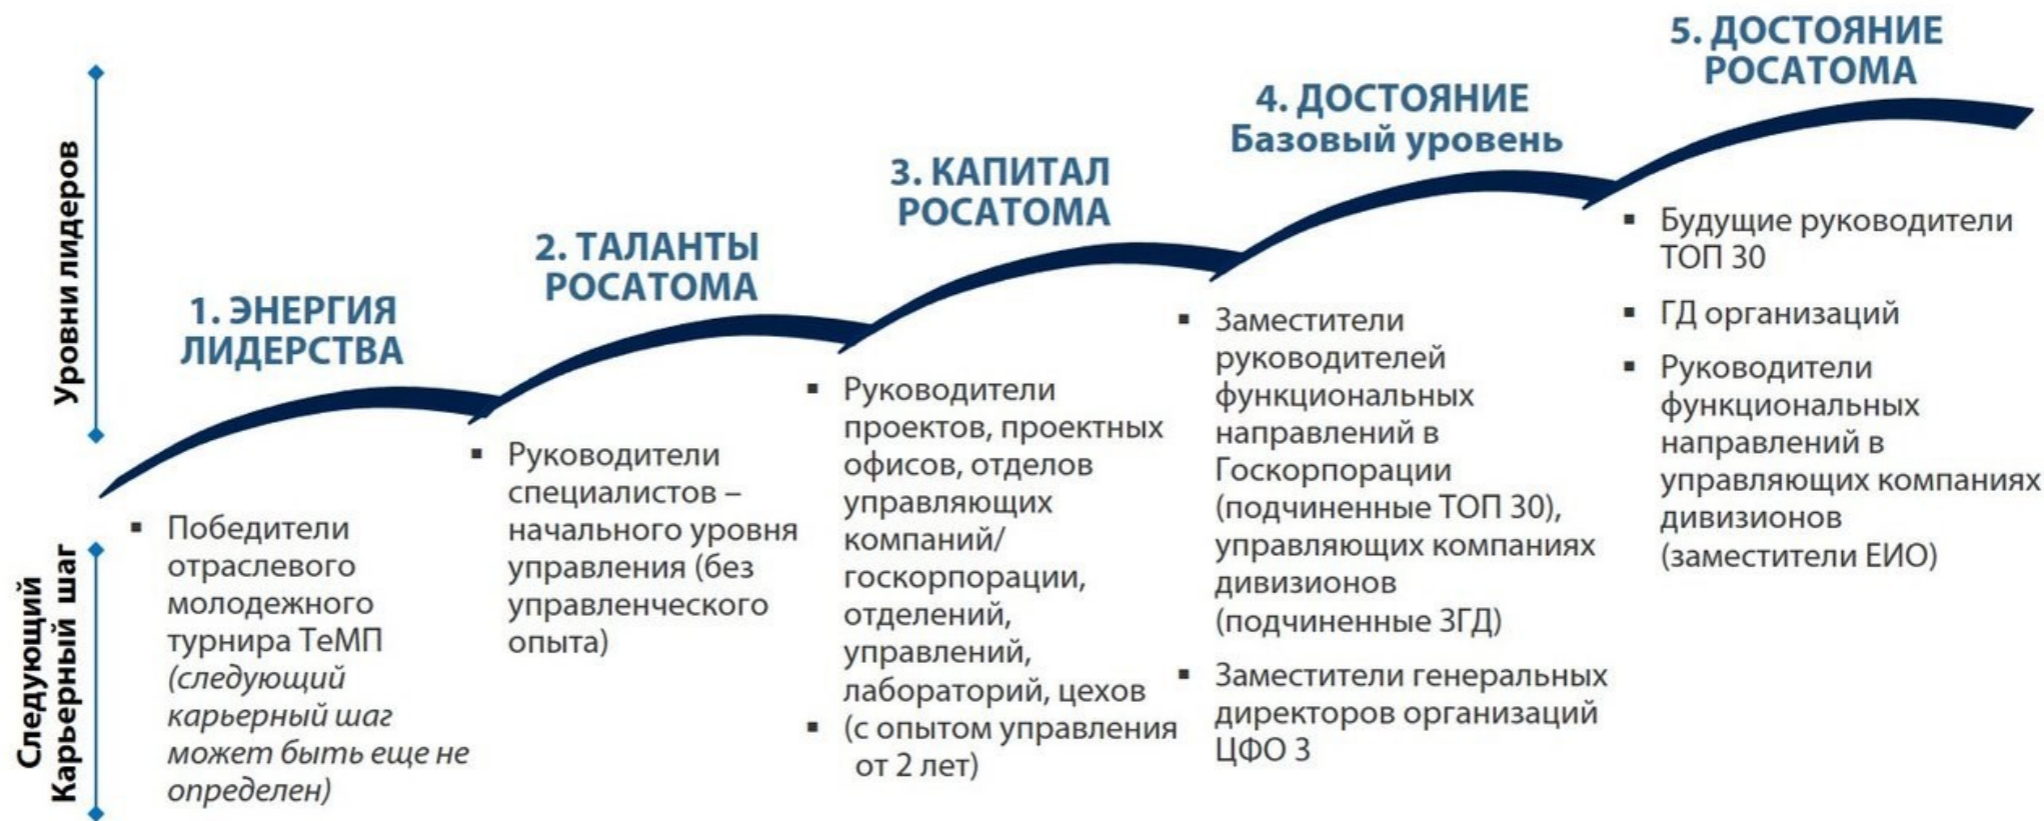 Уровни лидеров
Следующий
Карьерный шаг
1. ЭНЕРГИЯ
ЛИДЕРСТВА
▪ Победители
отраслевого
молодежного
турнира ТеМП
(следующий
карьерный шаг
может быть еще не
определен)
2. ТАЛАНТЫ
РОСАТОМА
▪ Руководители
специалистов –
начального уровня
управления (без
управленческого
опыта)
3. КАПИТАЛ
РОСАТОМА
▪ Руководители
проектов, проектных
офисов, отделов
управляющих
компаний/
госкорпорации,
отделений,
управлений,
лабораторий, цехов
▪ (с опытом управления
от 2 лет)
4. ДОСТОЯНИЕ
Базовый уровень
▪ Заместители
руководителей
функциональных
направлений в
Госкорпорации
(подчиненные ТОП 30),
управляющих компаниях
дивизионов
(подчиненные ЗГД)
▪ Заместители генеральных
директоров организаций
ЦФО 3
5. ДОСТОЯНИЕ
РОСАТОМА
▪ Будущие руководители
ТОП 30
▪ ГД организаций
▪ Руководители
функциональных
направлений в
управляющих компаниях
дивизионов
(заместители ЕИО)